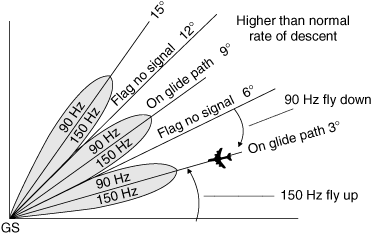 15°
Higher than normal
rate of descent
Flag no signal 12°
On glide path 9°
90 Hz
150 Hz
Flag no signal 6°
90 Hz fly down
90 Hz
150 Hz
On glide path 3°
90 Hz
150 Hz
150 Hz fly up
GS